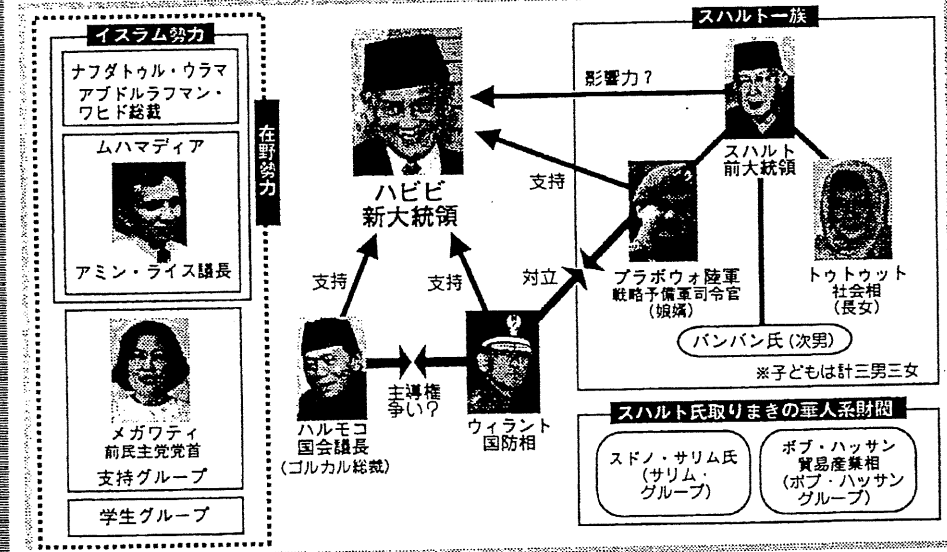 イスラム勢力
ナフダトゥル・ウラマ
アブドルラフマン・
ワヒド総裁
ムハマディア
アミン・ライス議長
メガワティ
前民主党党首
支持グループ
学生グループ
在野勢力
ハビビ
新大統領
影響力？
支持
支持
支持
対立
ハルモコ
国会議長
(ゴルカル総裁)
主導権
争い？
ウィラント
国防相
スハルト一族
スハルト
前大統領
プラボウォ陸軍
戦略予備軍司令官
(娘婿)
トゥトゥット
社会相
(長女)
バンバン氏(次男)
※子どもは計三男三女
スハルト氏取りまきの華人系財閥
スドノ・サリム氏
(サリム・
グループ)
ボブ・ハッサン
貿易産業相
(ボブ・ハッサン
グループ)